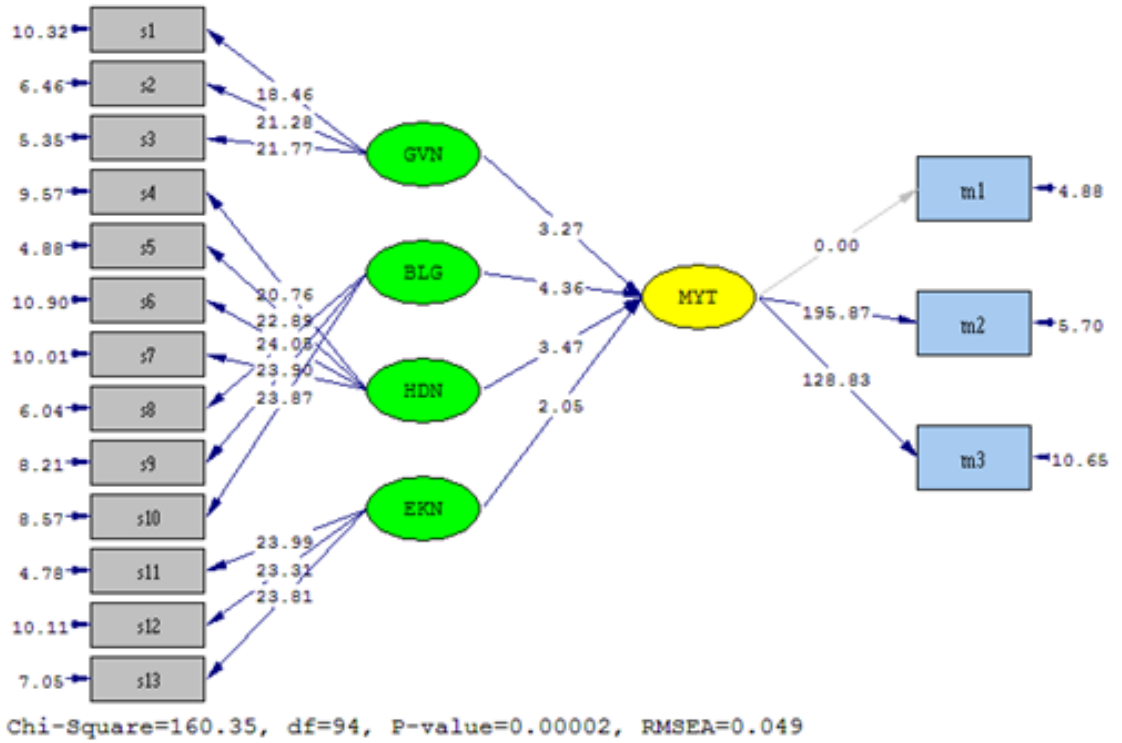 10.32 s1
6.46 s2
5.35 s3
9.57 s4
4.88 s5
10.90 s6
10.01 s7
6.04 s8
8.21 s9
8.57 s10
4.78 s11
10.11 s12
7.05 s13
18.46
21.28
21.77
20.76
22.89
24.08
23.90
23.87
23.99
23.31
23.81
GVN
BLG
HDN
EKN
3.27
4.36
3.47
2.05
MYT
0.00
195.87
128.83
m1 4.88
m2 5.70
m3 10.65
Chi-Square=160.35, df=94, P-value=0.00002, RMSEA=0.049